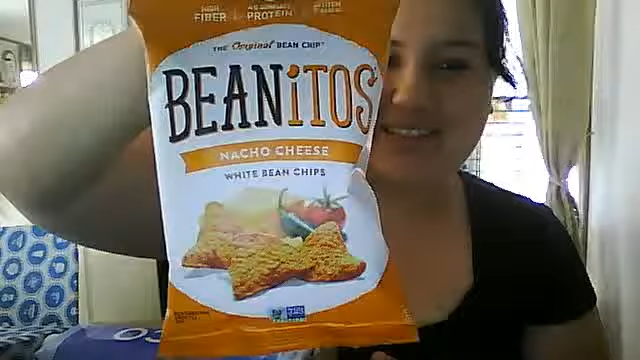 HIGH FIBER
PROTEIN
THE Original BEAN CHIP
BEANiTOS
NACHO CHEESE
WHITE BEAN CHIPS